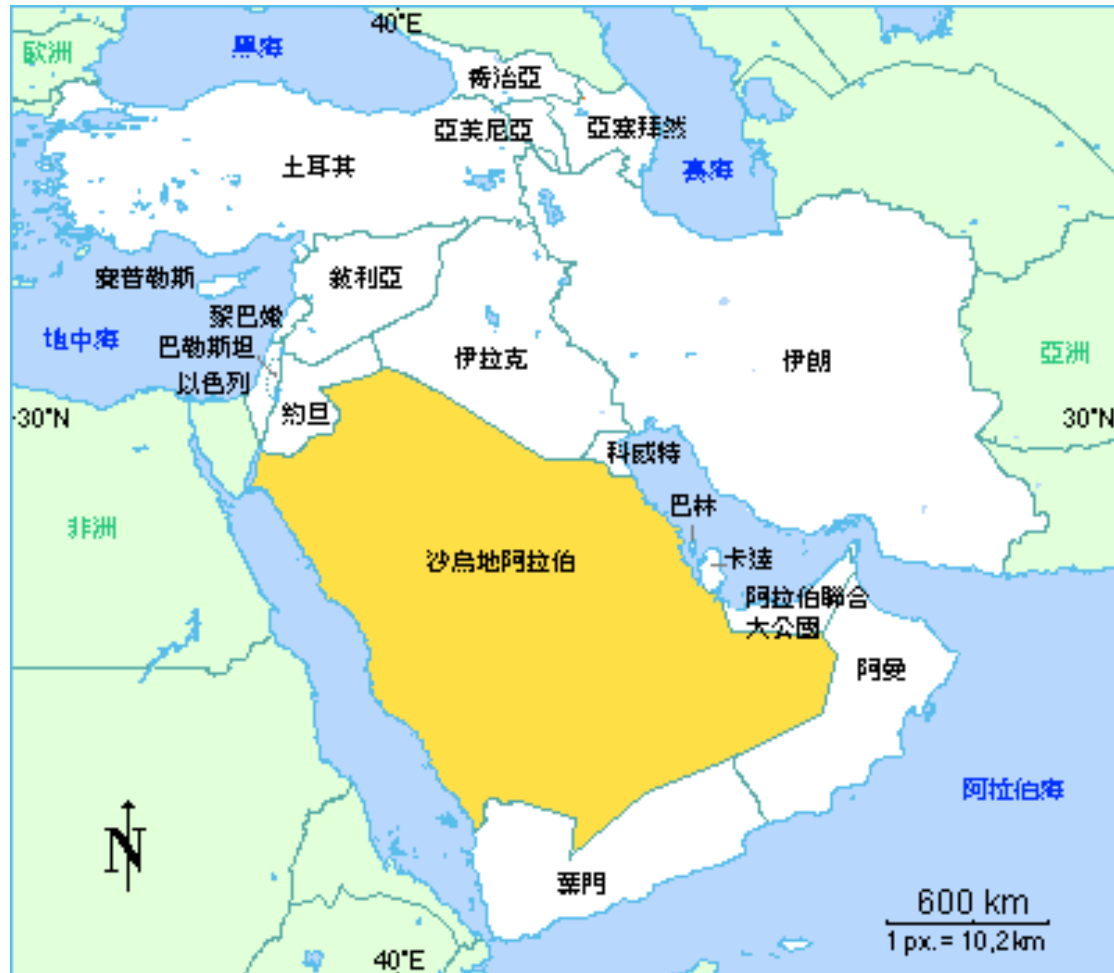 40°E
歐洲
黑海
喬治亞
亞美尼亞
亞塞拜然
土耳其
裏海
賽普勒斯
敘利亞
黎巴嫩
地中海
巴勒斯坦
伊拉克
伊朗
亞洲
以色列
約旦
30°N
30°N
科威特
巴林
非洲
沙烏地阿拉伯
卡達
阿拉伯聯合
大公國
阿曼
阿拉伯海
N
葉門
600 km
1 px. = 10,2 km
40°E